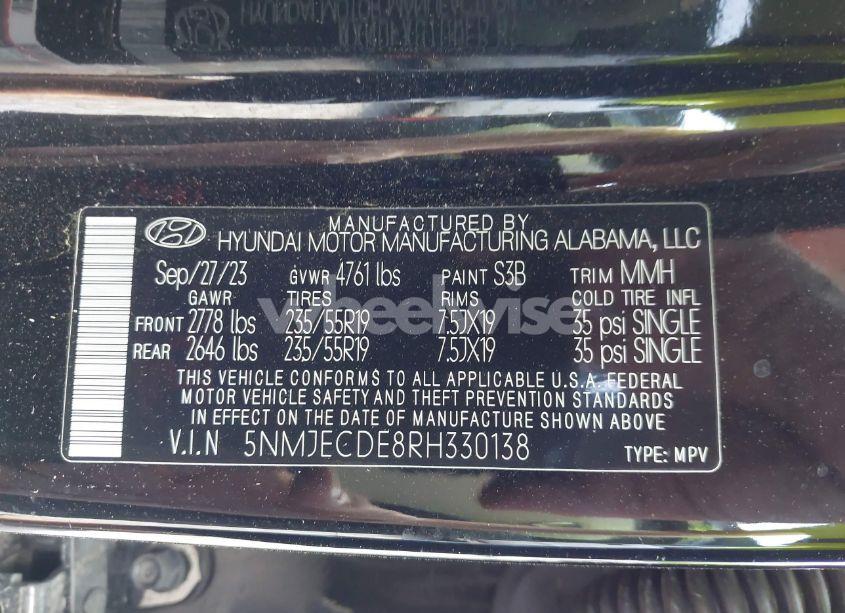 MANUFACTURED BY
HYUNDAI MOTOR MANUFACTURING ALABAMA, LLC
Sep/27/23 GVWR 4761 lbs PAINT S3B TRIM MMH
GAWR TIRES RIMS COLD TIRE INFL
FRONT 2778 lbs 235/55R19 7.5JX19 35 psi SINGLE
REAR 2646 lbs 235/55R19 7.5JX19 35 psi SINGLE
THIS VEHICLE CONFORMS TO ALL APPLICABLE U.S.A. FEDERAL
MOTOR VEHICLE SAFETY AND THEFT PREVENTION STANDARDS
IN EFFECT ON THE DATE OF MANUFACTURE SHOWN ABOVE.
V.I.N 5NMJECDE8RH330138 TYPE: MPV
wheelwise